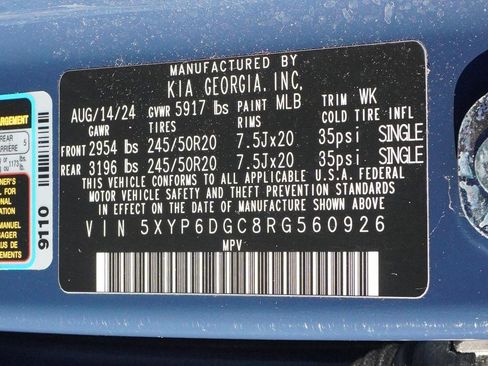 MANUFACTURED BY
KIA GEORGIA, INC.
AUG/14/24 GVWR 5917 lbs PAINT MLB TRIM WK
GAWR TIRES RIMS COLD TIRE INFL
FRONT 2954 lbs 245/50R20 7.5Jx20 35psi SINGLE
REAR 3196 lbs 245/50R20 7.5Jx20 35psi SINGLE
THIS VEHICLE CONFORMS TO ALL APPLICABLE U.S.A. FEDERAL
MOTOR VEHICLE SAFETY AND THEFT PREVENTION STANDARDS
IN EFFECT ON THE DATE OF MANUFACTURE SHOWN ABOVE.
VIN 5XYP6DGC8RG560926
MPV
REAR
5
9110